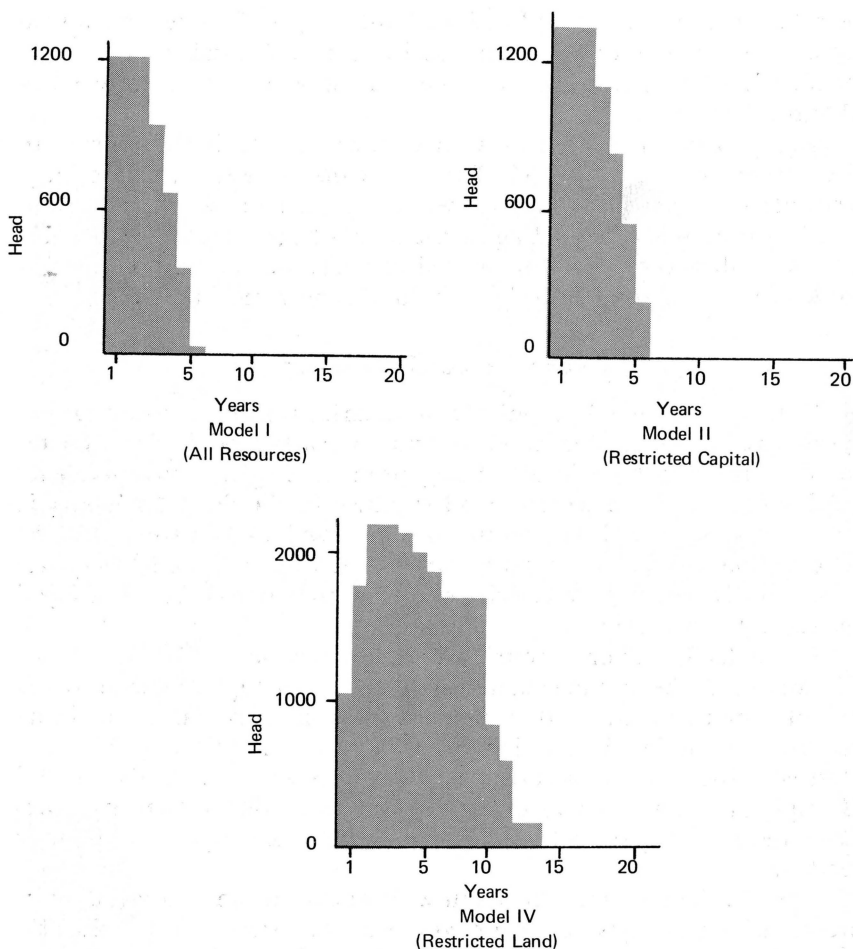 1200
600
0
Head
1 5 10 15 20
Years
Model I
(All Resources)
1200
600
0
Head
1 5 10 15 20
Years
Model II
(Restricted Capital)
2000
1000
0
Head
1 5 10 15 20
Years
Model IV
(Restricted Land)